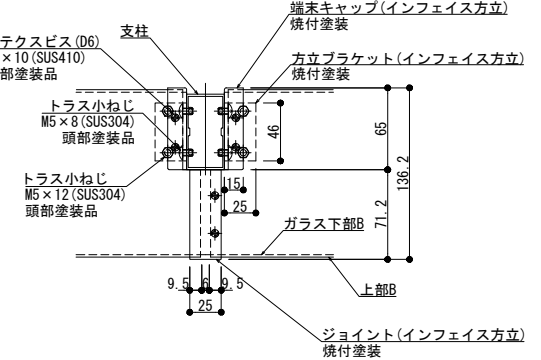 端末キャップ(インフェイス方立)
焼付塗装
支柱
テクスビス(D6)
×10(SUS410)
部塗装品
方立ブラケット(インフェイス方立)
焼付塗装
トラス小ねじ
M5×8(SUS304)
頭部塗装品
46
65
136.2
トラス小ねじ
M5×12(SUS304)
頭部塗装品
15
25
71.2
ガラス下部B
9.5 6 9.5
上部B
25
ジョイント(インフェイス方立)
焼付塗装